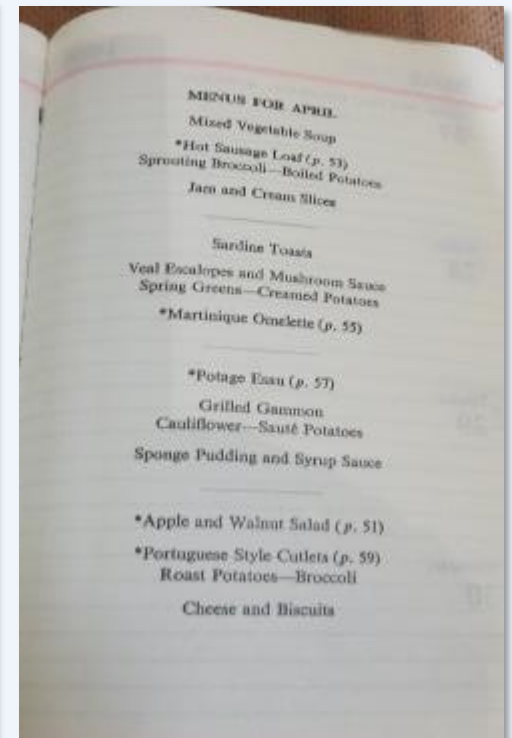 MENUS FOR APRIL
Mixed Vegetable Soup
*Hot Sausage Loaf (p. 53)
Sprouting Broccoli—Boiled Potatoes
Jam and Cream Slices
Sardine Toasts
Veal Escalopes and Mushroom Sauce
Spring Greens—Creamed Potatoes
*Martinique Omelette (p. 55)
*Potage Esau (p. 57)
Grilled Gammon
Cauliflower—Sauté Potatoes
Sponge Pudding and Syrup Sauce
*Apple and Walnut Salad (p. 51)
*Portuguese Style Cutlets (p. 59)
Roast Potatoes—Broccoli
Cheese and Biscuits